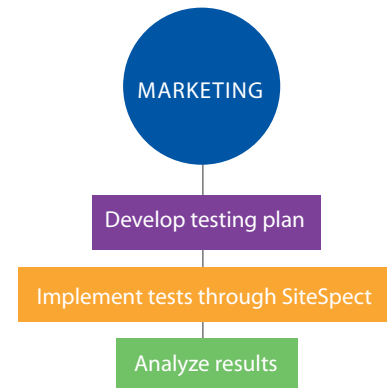 MARKETING
Develop testing plan
Implement tests through SiteSpect
Analyze results